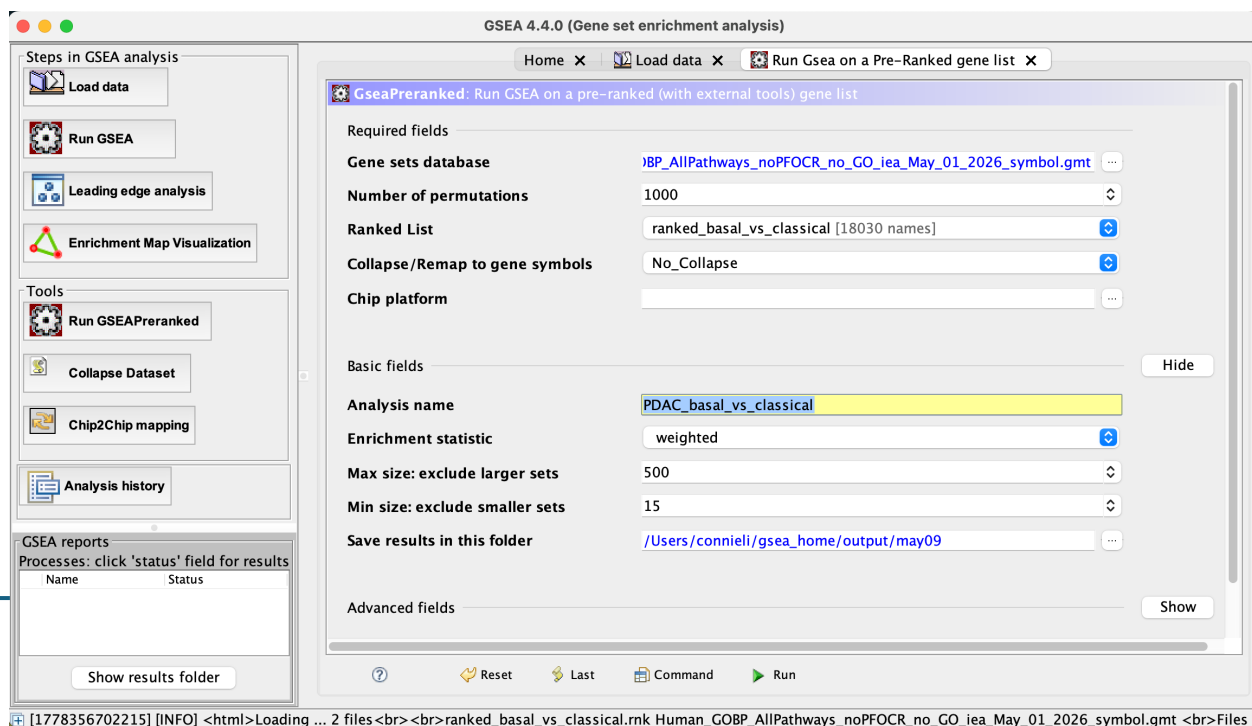 GSEA 4.4.0 (Gene set enrichment analysis)
Steps in GSEA analysis
Load data
Run GSEA
Leading edge analysis
Enrichment Map Visualization
Tools
Run GSEAPreranked
Collapse Dataset
Chip2Chip mapping
Analysis history
GSEA reports
Processes: click 'status' field for results
Name Status
Show results folder
Home × Load data × Run Gsea on a Pre-Ranked gene list ×
GseaPreranked: Run GSEA on a pre-ranked (with external tools) gene list
Required fields
Gene sets database OBP_AllPathways_noPFOCR_no_GO_iea_May_01_2026_symbol.gmt ...
Number of permutations 1000
Ranked List ranked_basal_vs_classical [18030 names]
Collapse/Remap to gene symbols No_Collapse
Chip platform ...
Basic fields Hide
Analysis name PDAC_basal_vs_classical
Enrichment statistic weighted
Max size: exclude larger sets 500
Min size: exclude smaller sets 15
Save results in this folder /Users/connieli/gsea_home/output/may09 ...
Advanced fields Show
? Reset Last Command Run
[1778356702215] [INFO] <html>Loading ... 2 files<br><br>ranked_basal_vs_classical.rnk Human_GOBP_AllPathways_noPFOCR_no_GO_iea_May_01_2026_symbol.gmt <br>Files